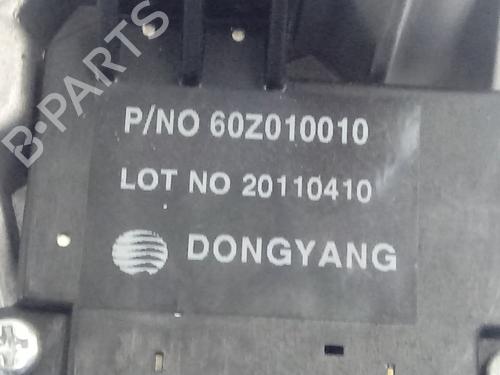 B-PARTS
P/NO 60Z010010
LOT NO 20110410
DONGYANG